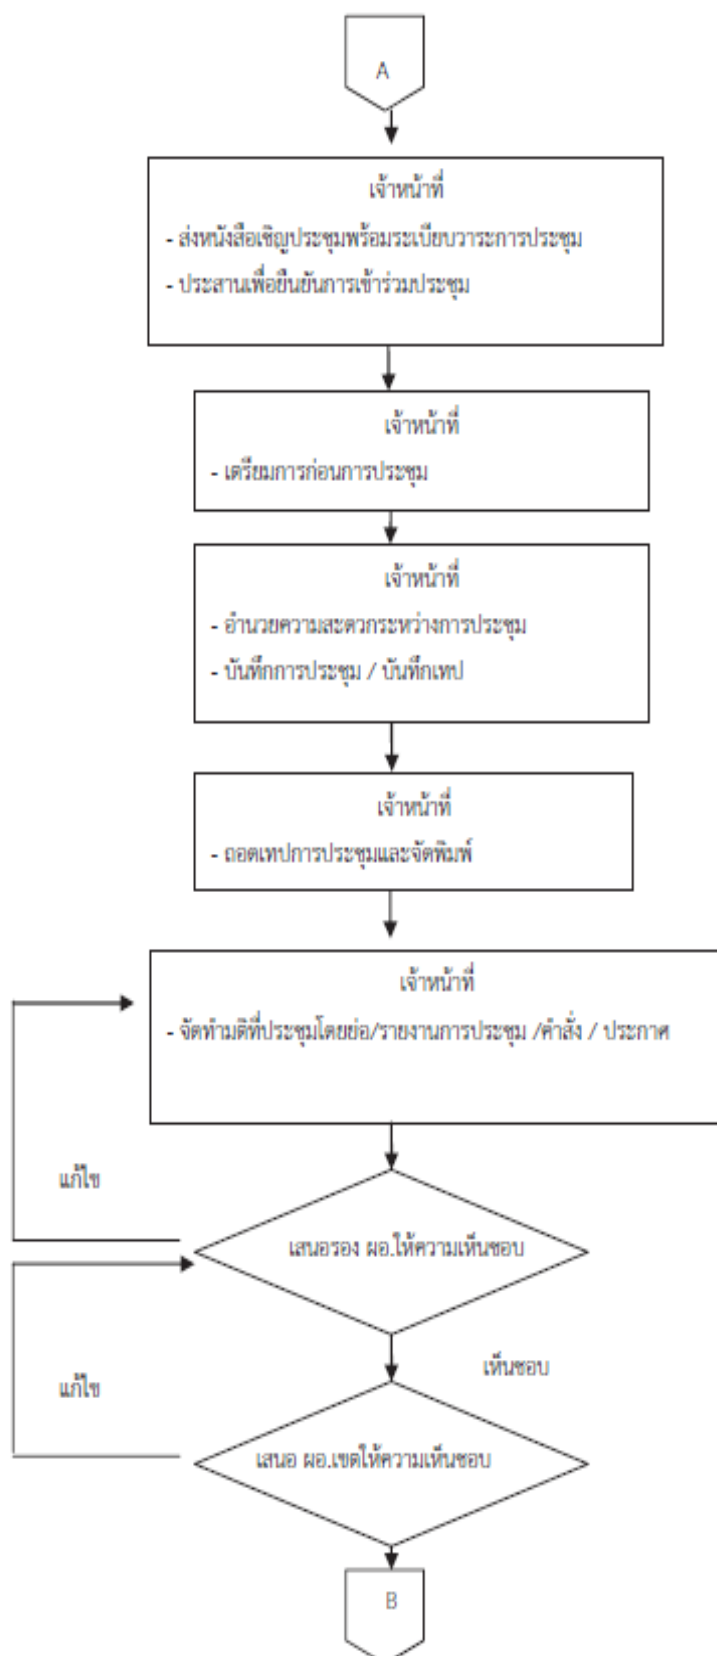 A
เจ้าหน้าที่
- ส่งหนังสือเชิญประชุมพร้อมระเบียบวาระการประชุม
- ประสานเพื่อยืนยันการเข้าร่วมประชุม
เจ้าหน้าที่
- เตรียมการก่อนการประชุม
เจ้าหน้าที่
- อำนวยความสะดวกระหว่างการประชุม
- บันทึกการประชุม / บันทึกเทป
เจ้าหน้าที่
- ถอดเทปการประชุมและจัดพิมพ์
เจ้าหน้าที่
- จัดทำมติที่ประชุมโดยย่อ/รายงานการประชุม /คำสั่ง / ประกาศ
แก้ไข
เสนอรอง ผอ.ให้ความเห็นชอบ
เห็นชอบ
แก้ไข
เสนอ ผอ.เขตให้ความเห็นชอบ
B